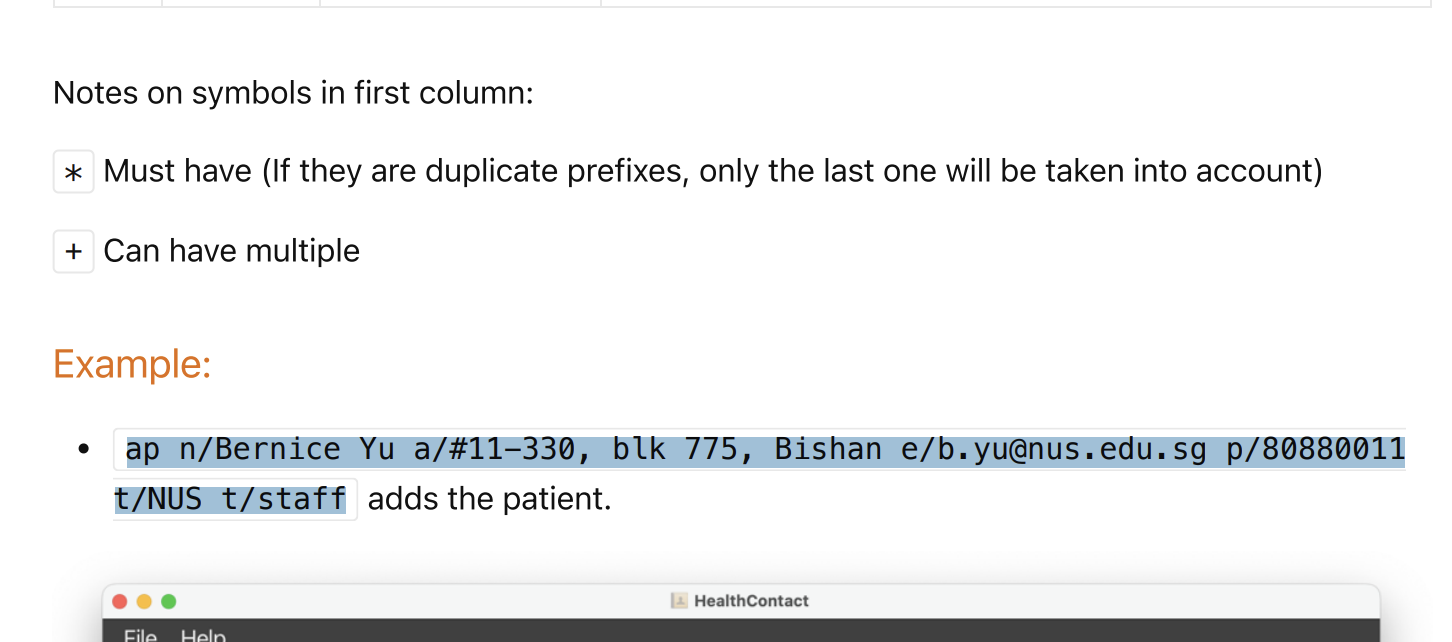 Notes on symbols in first column:
* Must have (If they are duplicate prefixes, only the last one will be taken into account)
+ Can have multiple
Example:
• ap n/Bernice Yu a/#11-330, blk 775, Bishan e/b.yu@nus.edu.sg p/80880011
t/NUS t/staff adds the patient.
HealthContact
File Help